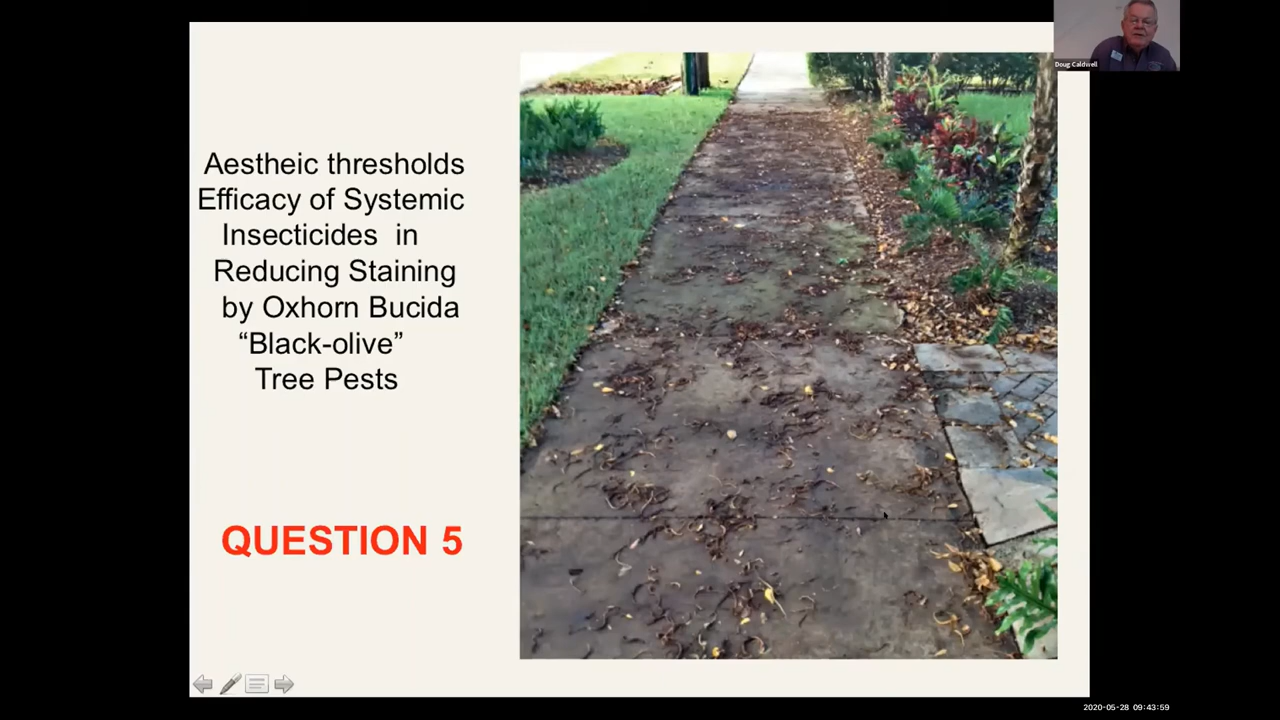 Doug Caldwell
Aestheic thresholds
Efficacy of Systemic
Insecticides in
Reducing Staining
by Oxhorn Bucida
“Black-olive”
Tree Pests
QUESTION 5
2020-05-28 09:43:59